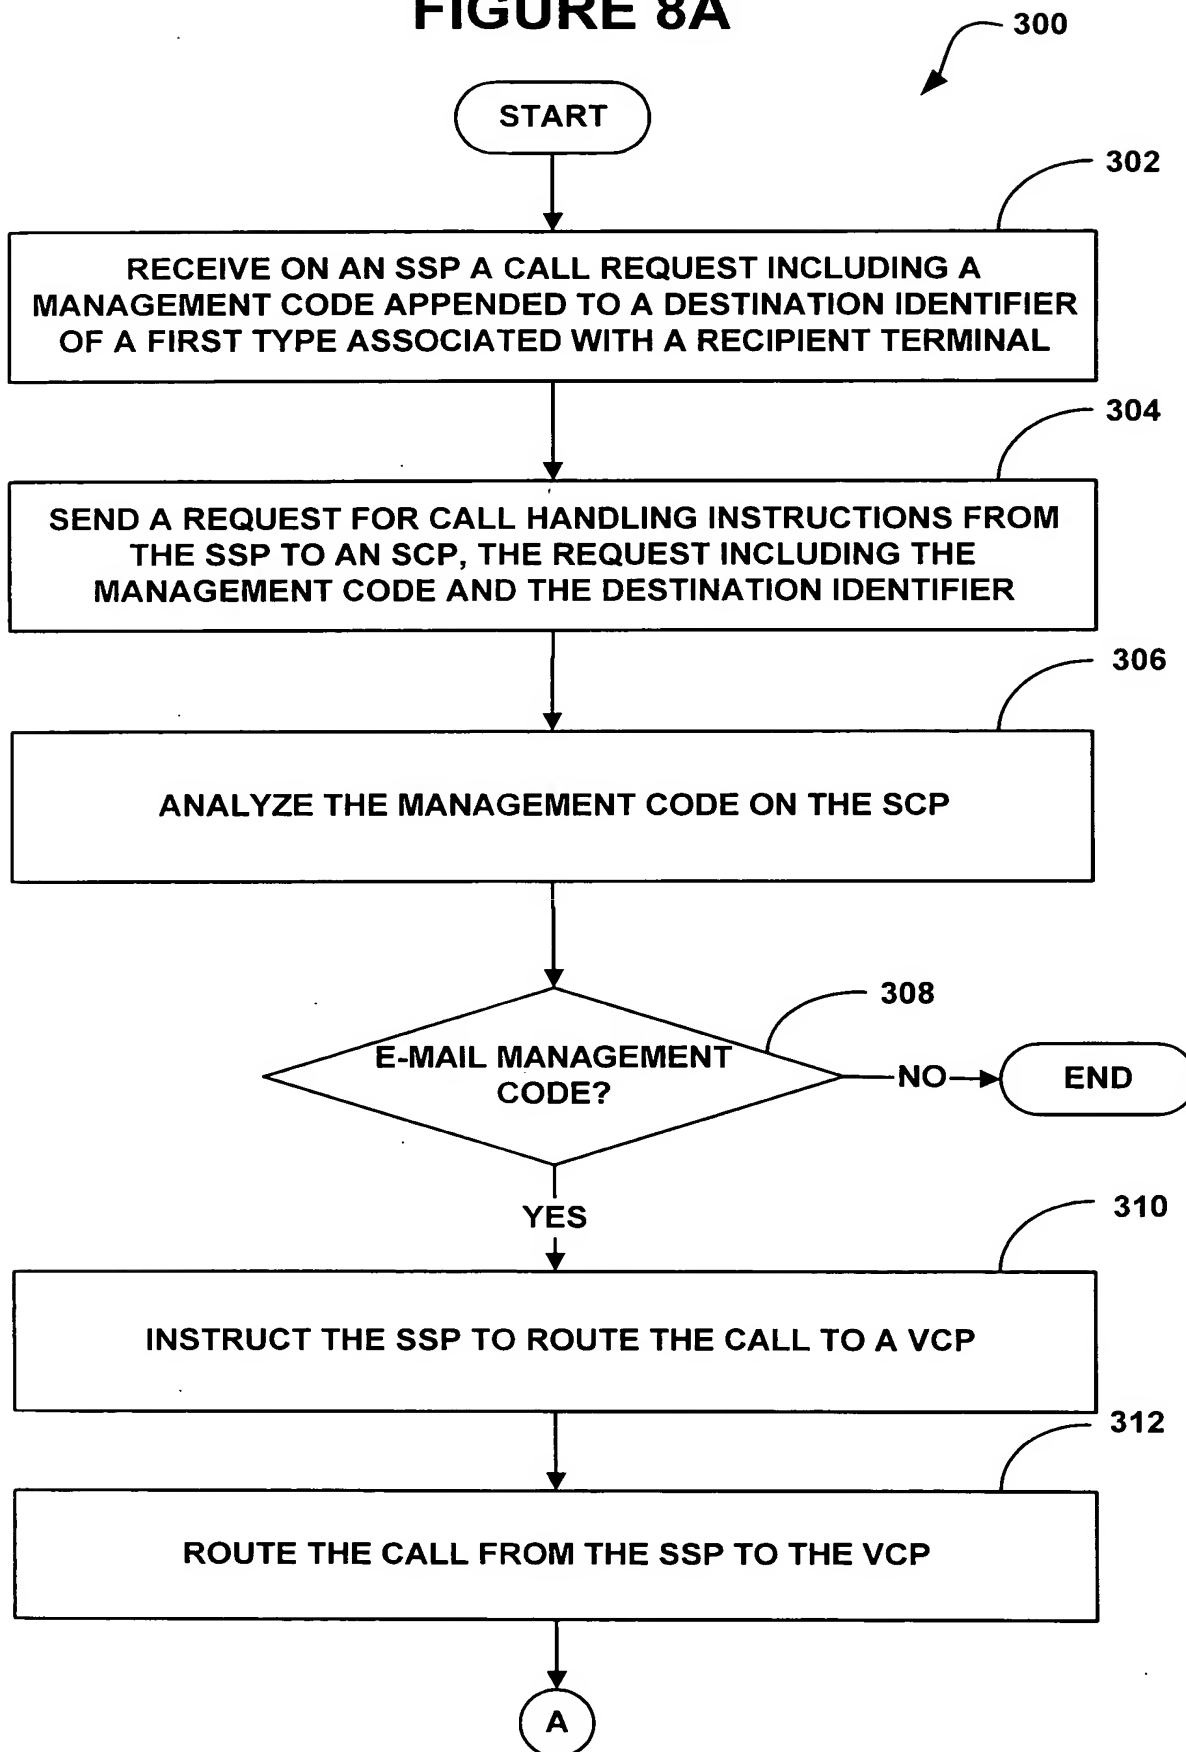 FIGURE 8A
300
START
302
RECEIVE ON AN SSP A CALL REQUEST INCLUDING A
MANAGEMENT CODE APPENDED TO A DESTINATION IDENTIFIER
OF A FIRST TYPE ASSOCIATED WITH A RECIPIENT TERMINAL
304
SEND A REQUEST FOR CALL HANDLING INSTRUCTIONS FROM
THE SSP TO AN SCP, THE REQUEST INCLUDING THE
MANAGEMENT CODE AND THE DESTINATION IDENTIFIER
306
ANALYZE THE MANAGEMENT CODE ON THE SCP
308
E-MAIL MANAGEMENT
CODE?
NO
END
YES
310
INSTRUCT THE SSP TO ROUTE THE CALL TO A VCP
312
ROUTE THE CALL FROM THE SSP TO THE VCP
A